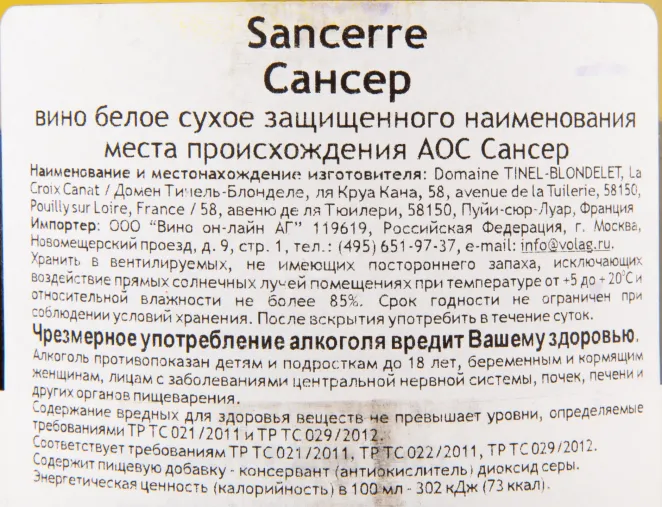 Sancerre
Сансер
вино белое сухое защищенного наименования
места происхождения АОС Сансер
Наименование и местонахождение изготовителя: Domaine TINEL-BLONDELET, La
Croix Canat / Домен Тинель-Блонделе, ля Круа Кана, 58, avenue de la Tuilerie, 58150,
Pouilly sur Loire, France / 58, авеню де ля Тюилери, 58150, Пуйи-сюр-Луар, Франция
Импортер: ООО "Вино он-лайн АГ" 119619, Российская Федерация, г. Москва,
Новомещерский проезд, д. 9, стр. 1, тел.: (495) 651-97-37, e-mail: info@volag.ru.
Хранить в вентилируемых, не имеющих постороннего запаха, исключающих
воздействие прямых солнечных лучей помещениях при температуре от +5 до + 20°С и
относительной влажности не более 85%. Срок годности не ограничен при
соблюдении условий хранения. После вскрытия употребить в течение суток.
Чрезмерное употребление алкоголя вредит Вашему здоровью.
Алкоголь противопоказан детям и подросткам до 18 лет, беременным и кормящим
женщинам, лицам с заболеваниями центральной нервной системы, почек, печени и
других органов пищеварения.
Содержание вредных для здоровья веществ не превышает уровни, определяемые
требованиями ТР ТС 021/2011 и ТР ТС 029/2012.
Соответствует требованиям ТР ТС 021/2011, ТР ТС 022/2011, ТР ТС 029/2012.
Содержит пищевую добавку - консервант (антиокислитель) диоксид серы.
Энергетическая ценность (калорийность) в 100 мл - 302 кДж (73 ккал).